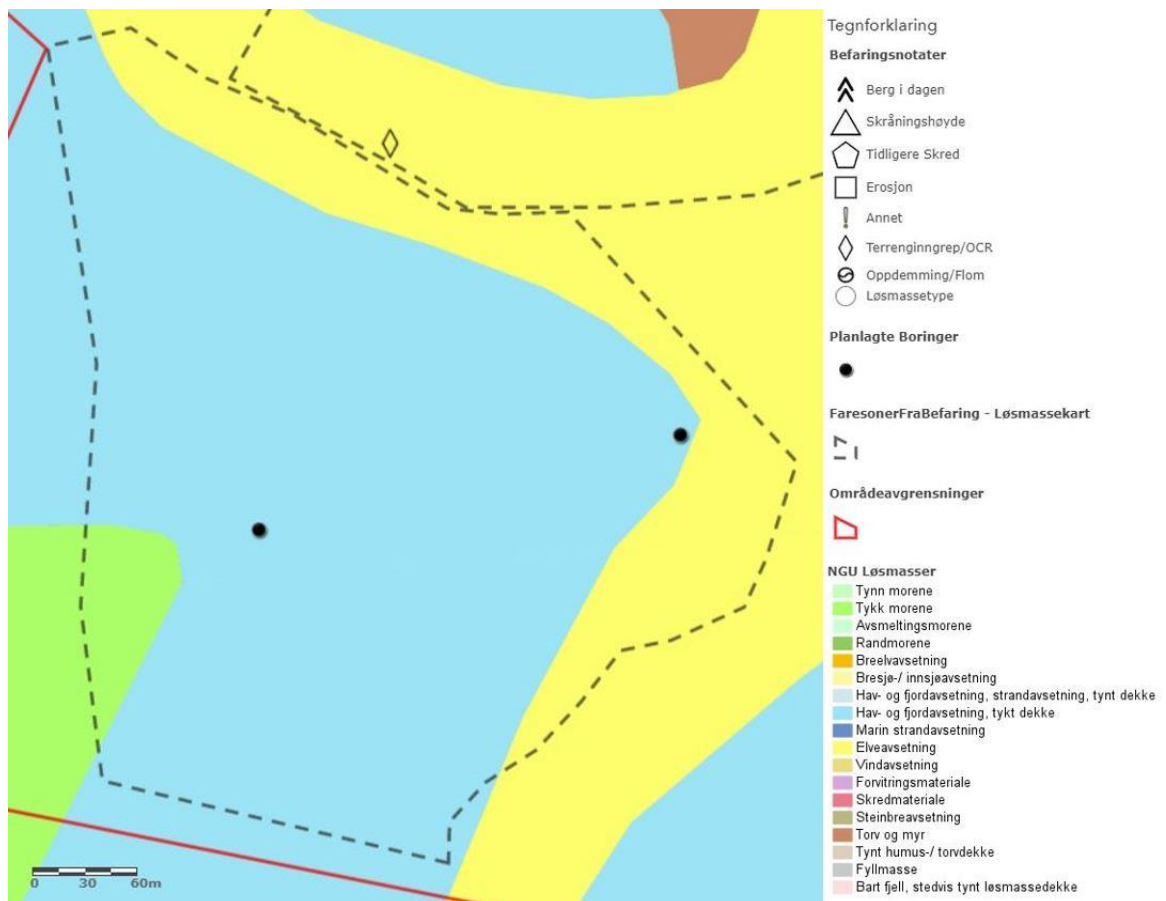 Tegnforklaring
Befaringsnotater
Berg i dagen
Skråningshøyde
Tidligere Skred
Erosjon
Annet
Terrenginngrep/OCR
Oppdemming/Flom
Løsmassetype
Planlagte Boringer
FaresonerFraBefaring - Løsmassekart
Områdeavgrensninger
NGU Løsmasser
Tynn morene
Tykk morene
Avsmeltingsmorene
Randmorene
Breelvavsetning
Bresjø-/ innsjøavsetning
Hav- og fjordavsetning, strandavsetning, tynt dekke
Hav- og fjordavsetning, tykt dekke
Marin strandavsetning
Elveavsetning
Vindavsetning
Forvitringsmateriale
Skredmateriale
Steinbreavsetning
Torv og myr
Tynt humus-/ torvdekke
Fyllmasse
Bart fjell, stedvis tynt løsmassedekke
0 30 60m